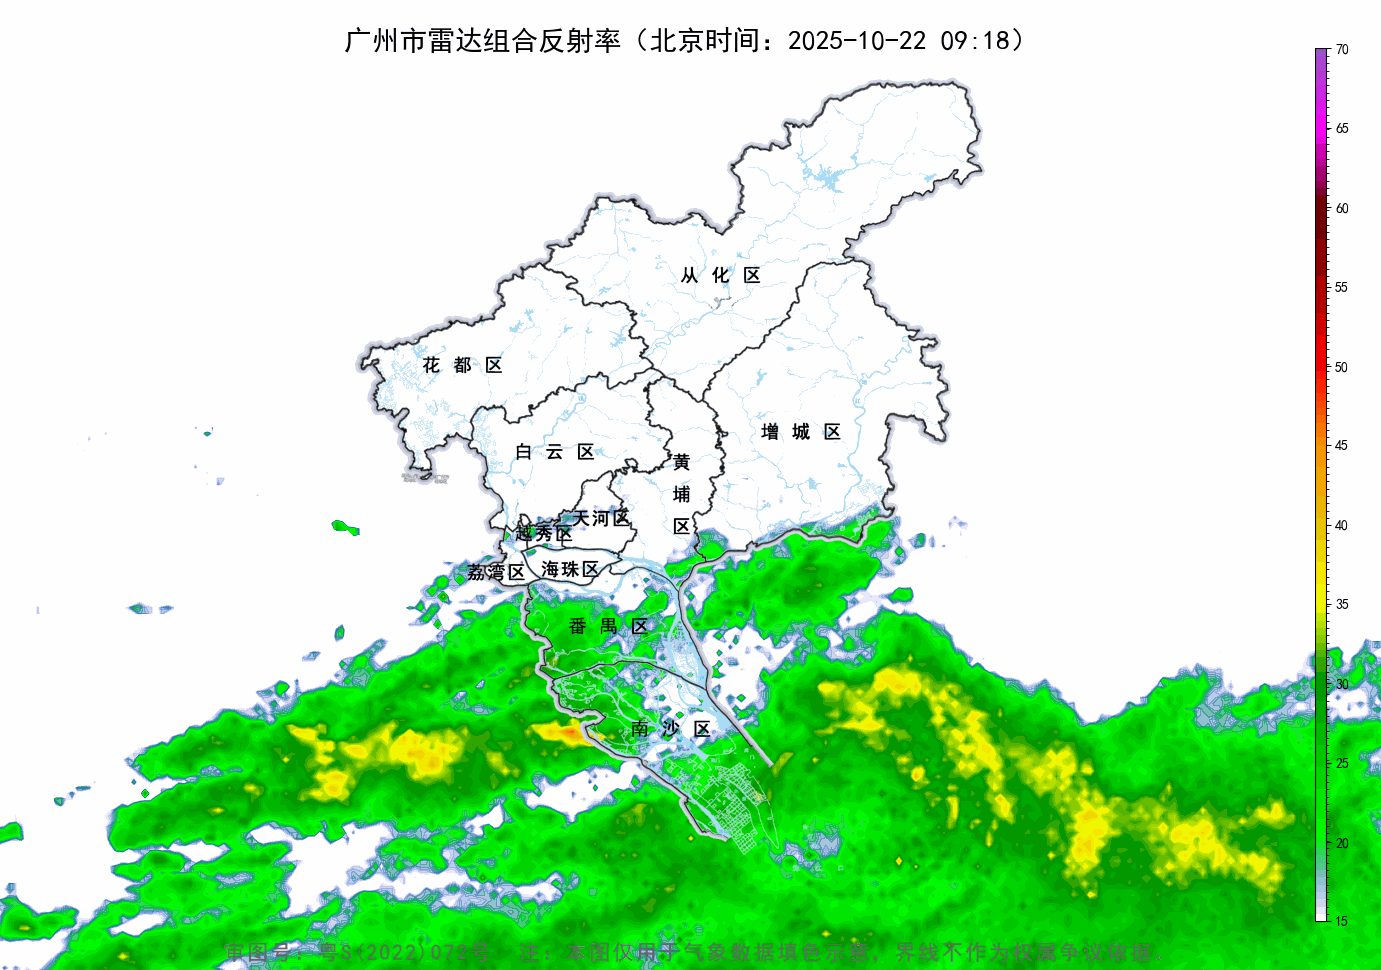 广州市雷达组合反射率（北京时间：2025-10-22 09:18）
70
65
60
55
50
45
40
35
30
25
20
15
从化区
花都区
增城区
白云区
黄埔区
天河区
越秀区
海珠区
荔湾区
番禺区
南沙区
审图号：粤S(2022)072号 注：本图仅用于气象数据填色示意，界线不作为权属争议依据。